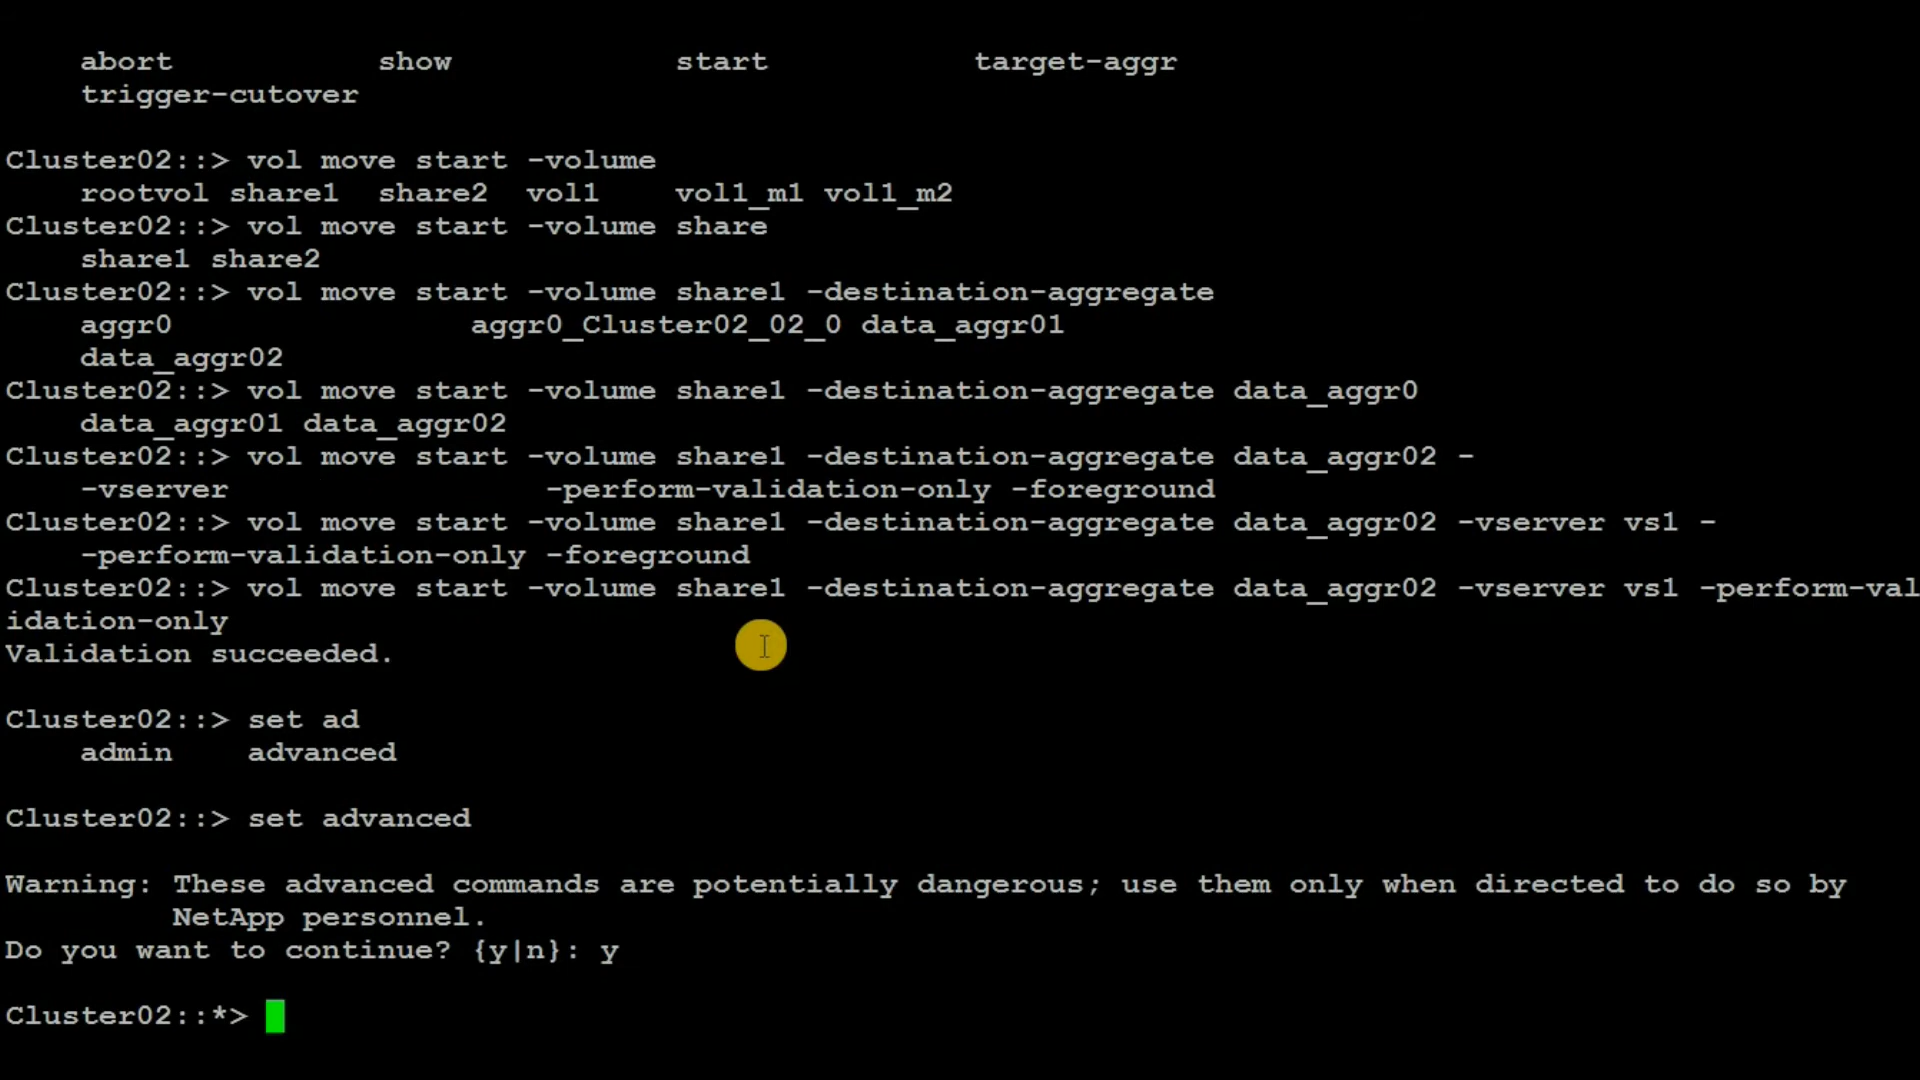 abort show start target-aggr
trigger-cutover
Cluster02::> vol move start -volume
rootvol share1 share2 vol1 vol1_m1 vol1_m2
Cluster02::> vol move start -volume share
share1 share2
Cluster02::> vol move start -volume share1 -destination-aggregate
aggr0 aggr0_Cluster02_02_0 data_aggr01
data_aggr02
Cluster02::> vol move start -volume share1 -destination-aggregate data_aggr0
data_aggr01 data_aggr02
Cluster02::> vol move start -volume share1 -destination-aggregate data_aggr02 -
-vserver -perform-validation-only -foreground
Cluster02::> vol move start -volume share1 -destination-aggregate data_aggr02 -vserver vs1 -
-perform-validation-only -foreground
Cluster02::> vol move start -volume share1 -destination-aggregate data_aggr02 -vserver vs1 -perform-val
idation-only
Validation succeeded.
Cluster02::> set ad
admin advanced
Cluster02::> set advanced
Warning: These advanced commands are potentially dangerous; use them only when directed to do so by
NetApp personnel.
Do you want to continue? {y|n}: y
Cluster02::*>